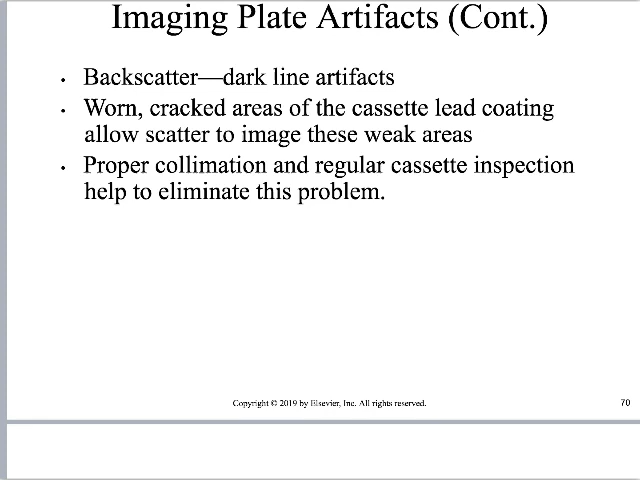 Imaging Plate Artifacts (Cont.)
• Backscatter—dark line artifacts
• Worn, cracked areas of the cassette lead coating
allow scatter to image these weak areas
• Proper collimation and regular cassette inspection
help to eliminate this problem.
Copyright © 2019 by Elsevier, Inc. All rights reserved.
70